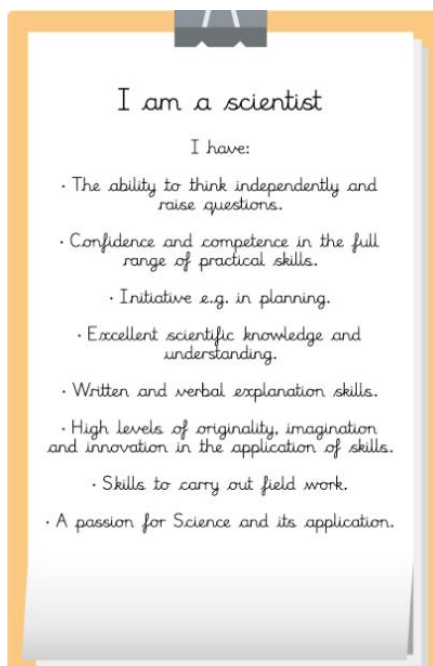 I am a scientist
I have:
· The ability to think independently and
raise questions.
· Confidence and competence in the full
range of practical skills.
· Initiative e.g. in planning.
· Excellent scientific knowledge and
understanding.
· Written and verbal explanation skills.
· High levels of originality, imagination
and innovation in the application of skills.
· Skills to carry out field work.
· A passion for Science and its application.